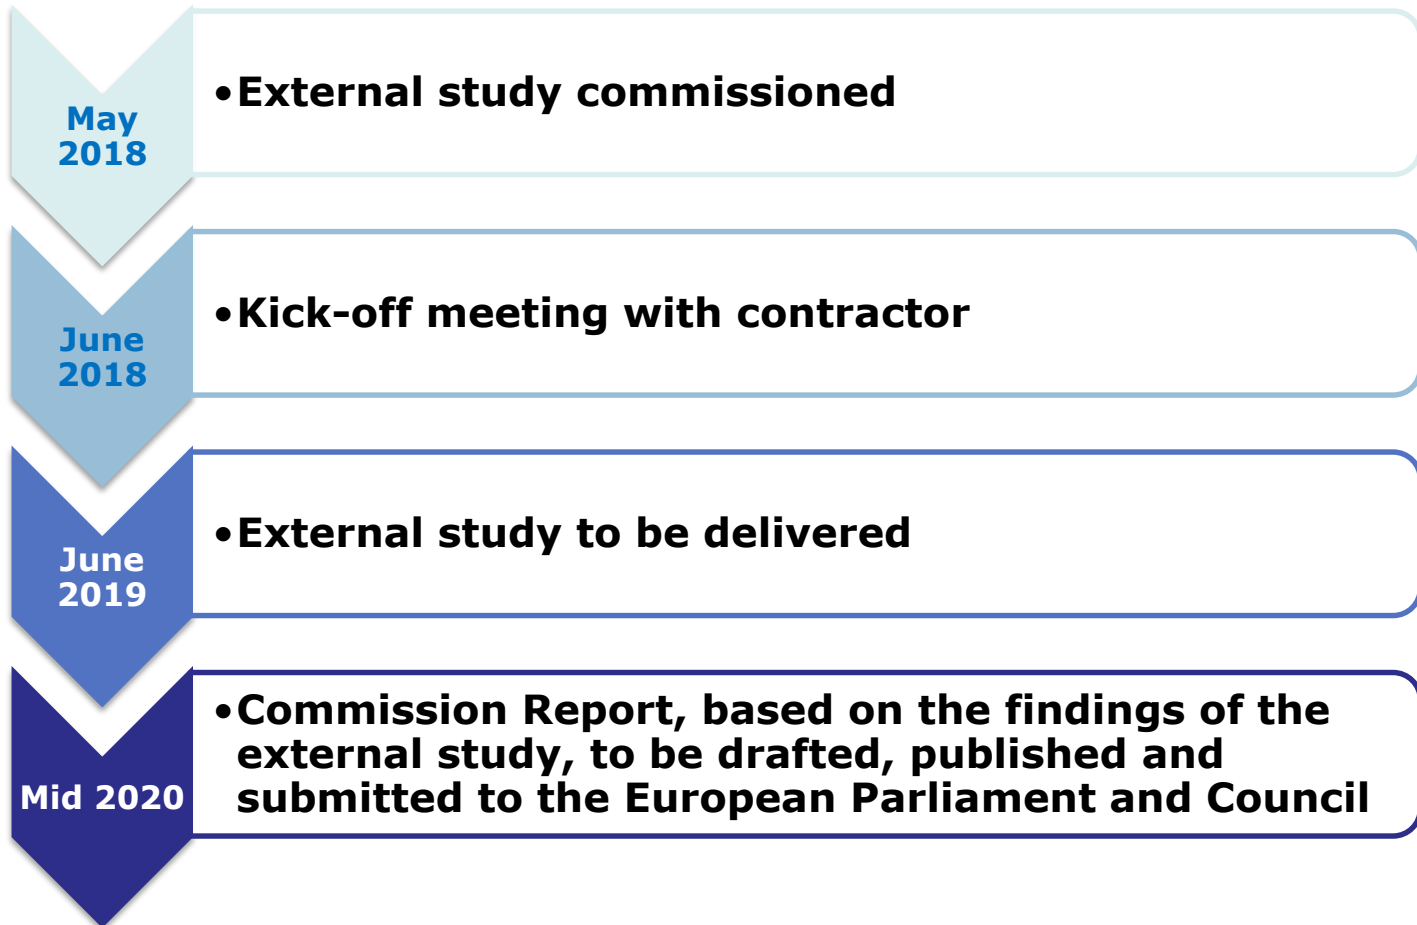 May
2018
•External study commissioned
June
2018
•Kick-off meeting with contractor
June
2019
•External study to be delivered
Mid 2020
•Commission Report, based on the findings of the
external study, to be drafted, published and
submitted to the European Parliament and Council